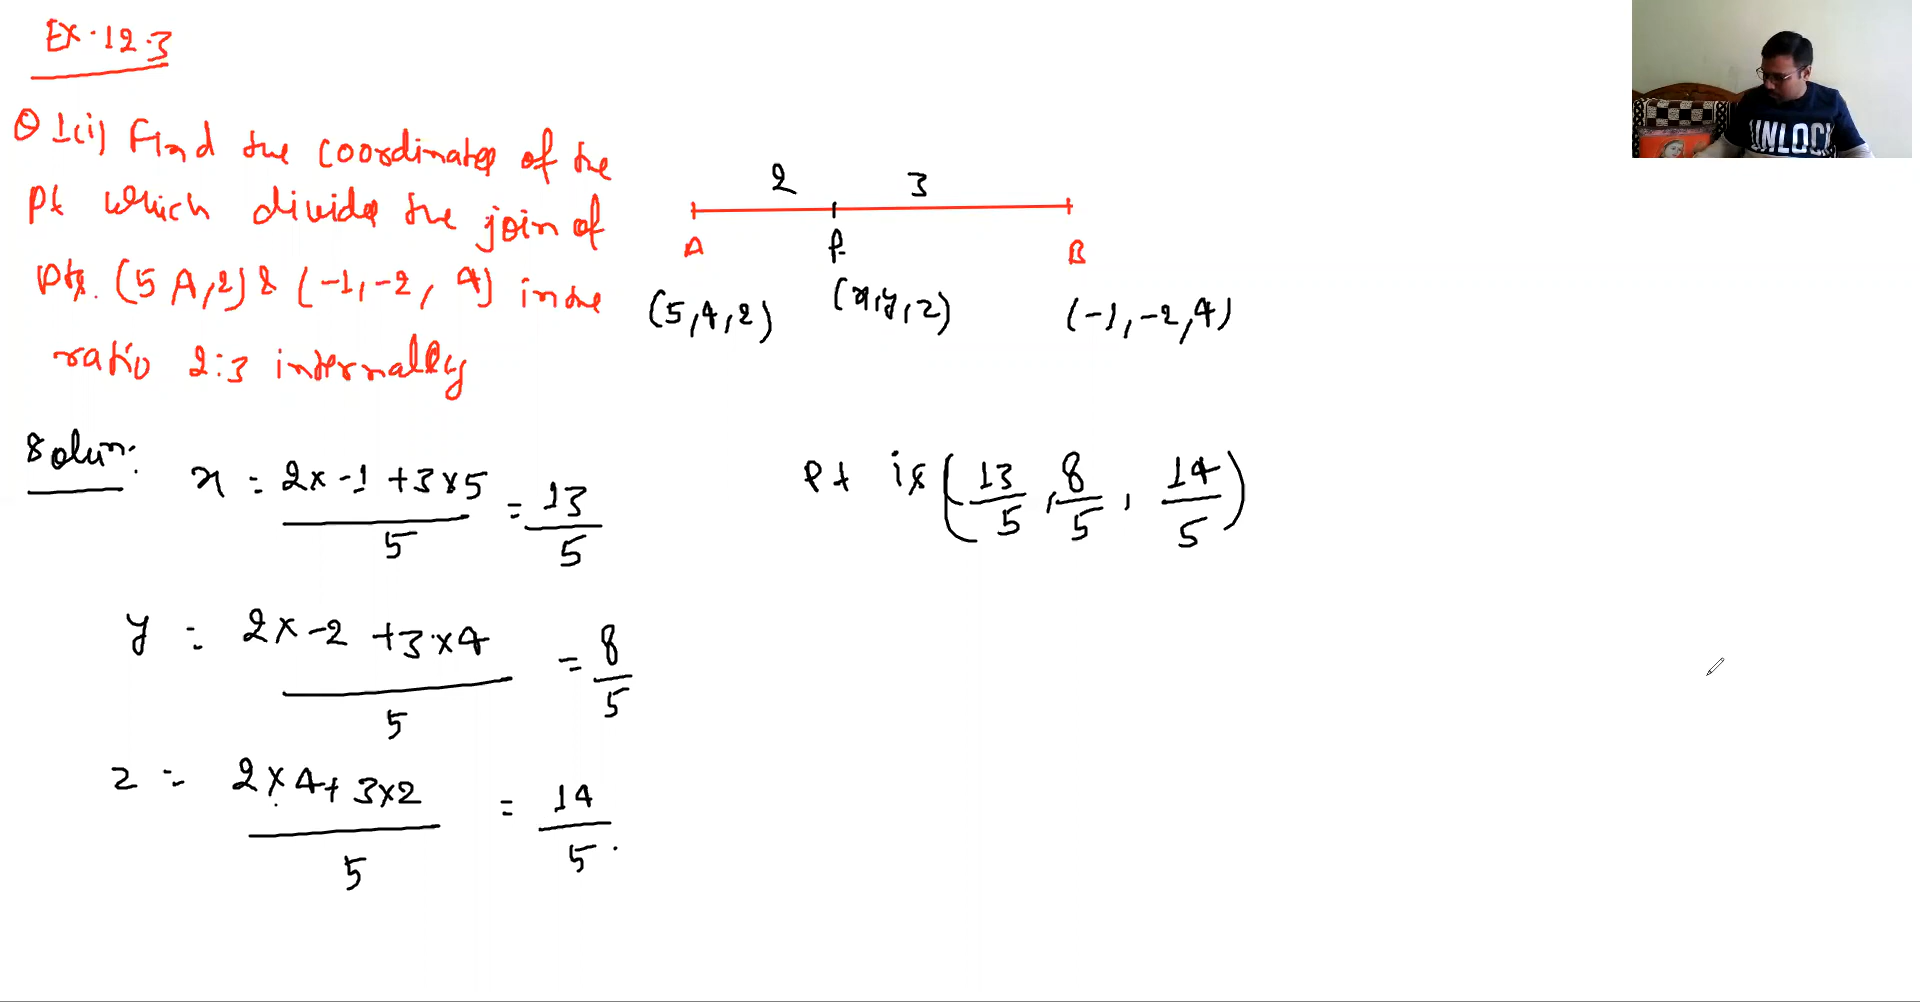 Ex. 12.3
Q 1(i) Find the coordinates of the
Pt which divides the join of
Pts. (5 4,2) & (-1,-2, 4) in the
ratio 2:3 internally
2 3
A P B
(5,4,2) (x,y,z) (-1,-2,4)
Soln:
x = 2x -1 +3x5 / 5 = 13/5
Pt is (13/5, 8/5, 14/5)
y = 2x -2 +3x4 / 5 = 8/5
z = 2x4+3x2 / 5 = 14/5.
UNLOCK